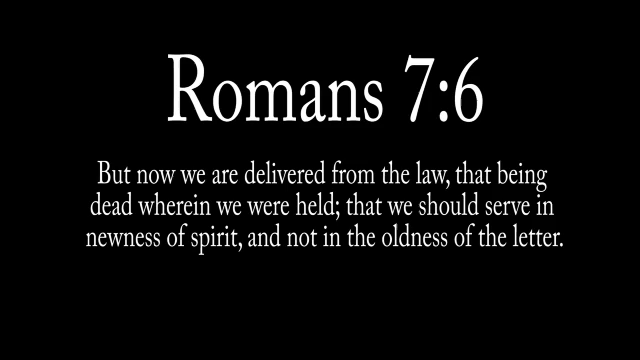 Romans 7:6
But now we are delivered from the law, that being
dead wherein we were held; that we should serve in
newness of spirit, and not in the oldness of the letter.